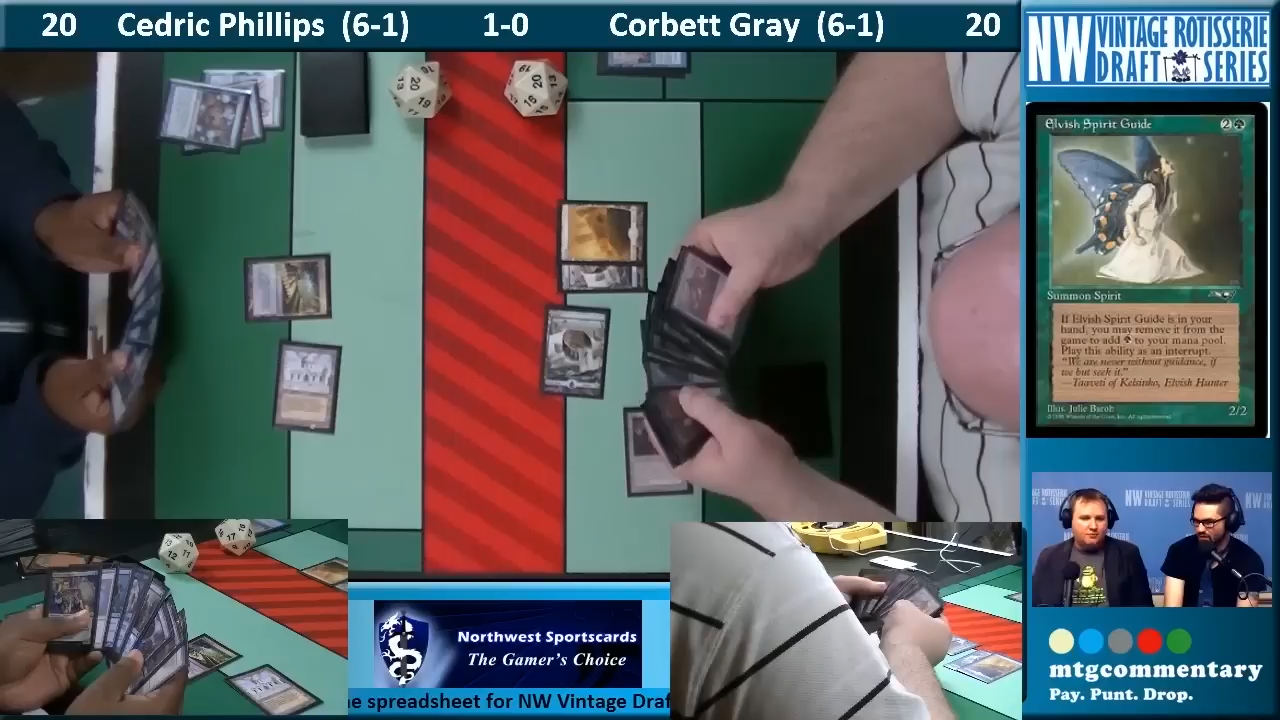 20 Cedric Phillips (6-1) 1-0 Corbett Gray (6-1) 20
NW VINTAGE ROTISSERIE
DRAFT SERIES
Elvish Spirit Guide 2
Summon Spirit
If Elvish Spirit Guide is in your
hand, you may remove it from the
game to add to your mana pool.
Play this ability as an interrupt.
"We are never without guidance, if
we but seek it."
—Taaveti of Kelsinko, Elvish Hunter
Illus. Julie Baroh
2/2
Northwest Sportscards
The Gamer's Choice
e spreadsheet for NW Vintage Draf
mtgcommentary
Pay. Punt. Drop.